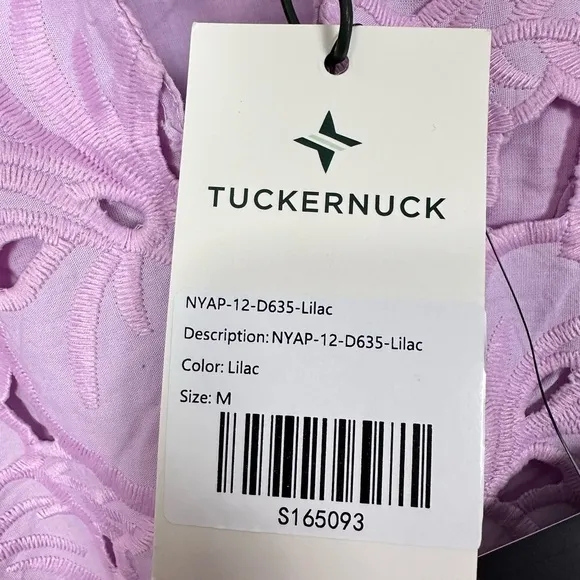 TUCKERNUCK
NYAP-12-D635-Lilac
Description: NYAP-12-D635-Lilac
Color: Lilac
Size: M
S165093